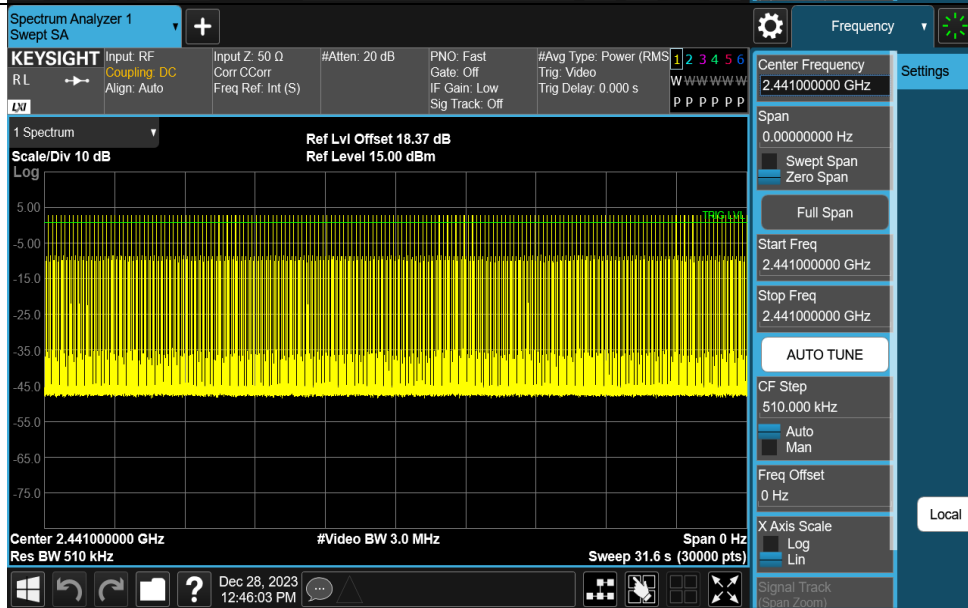 Spectrum Analyzer 1
Swept SA
+
Frequency
KEYSIGHT
R L
LXI
Input: RF
Coupling: DC
Align: Auto
Input Z: 50 Ω
Corr CCorr
Freq Ref: Int (S)
#Atten: 20 dB
PNO: Fast
Gate: Off
IF Gain: Low
Sig Track: Off
#Avg Type: Power (RMS
Trig: Video
Trig Delay: 0.000 s
1 2 3 4 5 6
W W W W W W
P P P P P P
1 Spectrum
Scale/Div 10 dB
Log
Ref Lvl Offset 18.37 dB
Ref Level 15.00 dBm
TRIG LVL
5.00
-5.00
-15.0
-25.0
-35.0
-45.0
-55.0
-65.0
-75.0
Center 2.441000000 GHz
#Video BW 3.0 MHz
Span 0 Hz
Res BW 510 kHz
Sweep 31.6 s (30000 pts)
?
Dec 28, 2023
12:46:03 PM
Center Frequency
2.441000000 GHz
Settings
Span
0.00000000 Hz
Swept Span
Zero Span
Full Span
Start Freq
2.441000000 GHz
Stop Freq
2.441000000 GHz
AUTO TUNE
CF Step
510.000 kHz
Auto
Man
Freq Offset
0 Hz
Local
X Axis Scale
Log
Lin
Signal Track
(Span Zoom)